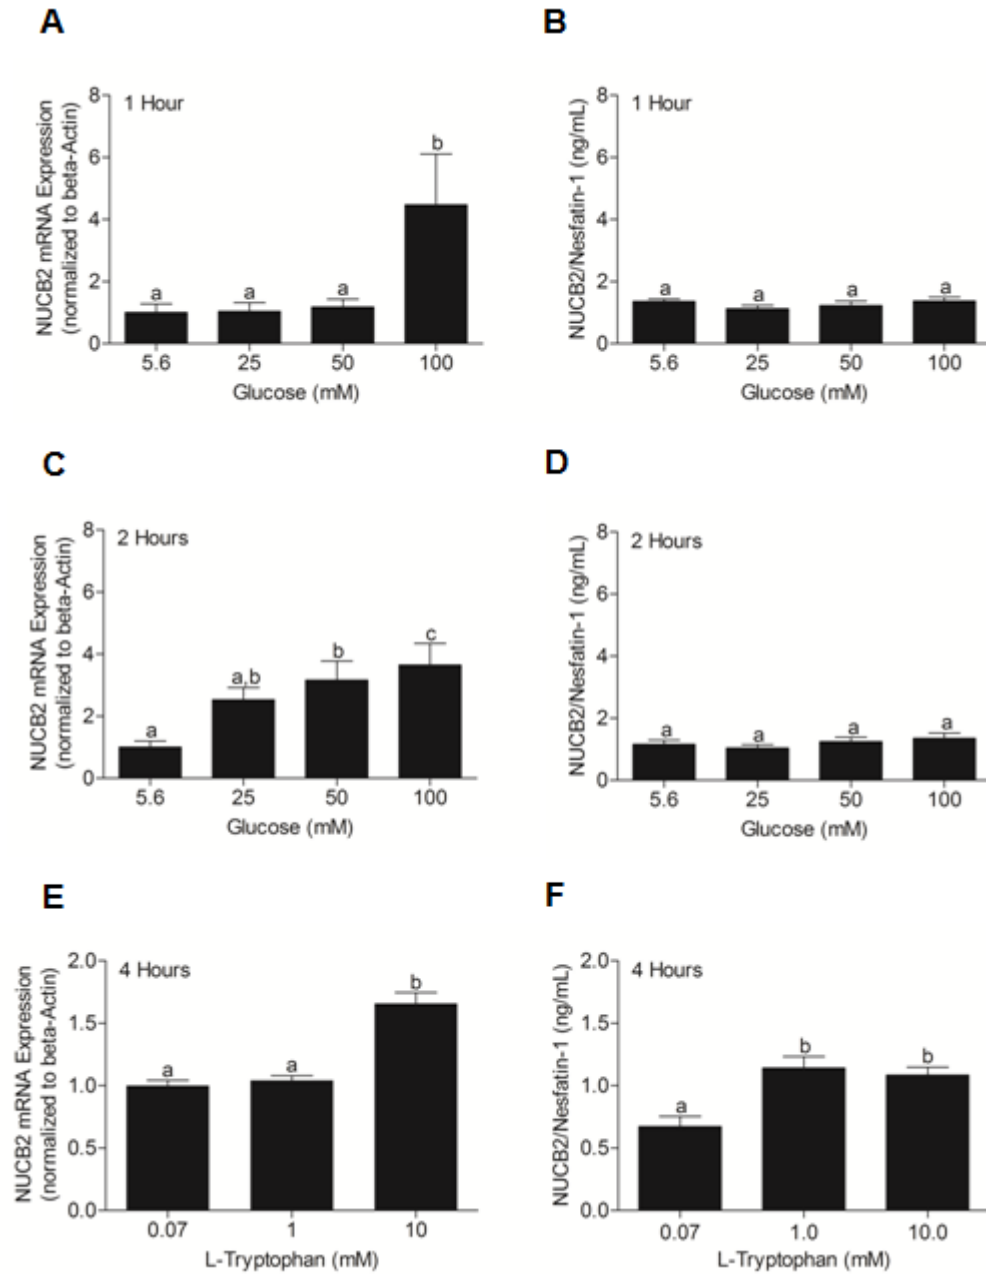 A
NUCB2 mRNA Expression
(normalized to beta-Actin)
8
6
4
2
0
1 Hour
a
a
a
b
5.6 25 50 100
Glucose (mM)
B
NUCB2/Nesfatin-1 (ng/mL)
8
6
4
2
0
1 Hour
a
a
a
a
5.6 25 50 100
Glucose (mM)
C
NUCB2 mRNA Expression
(normalized to beta-Actin)
8
6
4
2
0
2 Hours
a
a,b
b
c
5.6 25 50 100
Glucose (mM)
D
NUCB2/Nesfatin-1 (ng/mL)
8
6
4
2
0
2 Hours
a
a
a
a
5.6 25 50 100
Glucose (mM)
E
NUCB2 mRNA Expression
(normalized to beta-Actin)
2.0
1.5
1.0
0.5
0.0
4 Hours
a
a
b
0.07 1 10
L-Tryptophan (mM)
F
NUCB2/Nesfatin-1 (ng/mL)
2.0
1.5
1.0
0.5
0.0
4 Hours
a
b
b
0.07 1.0 10.0
L-Tryptophan (mM)